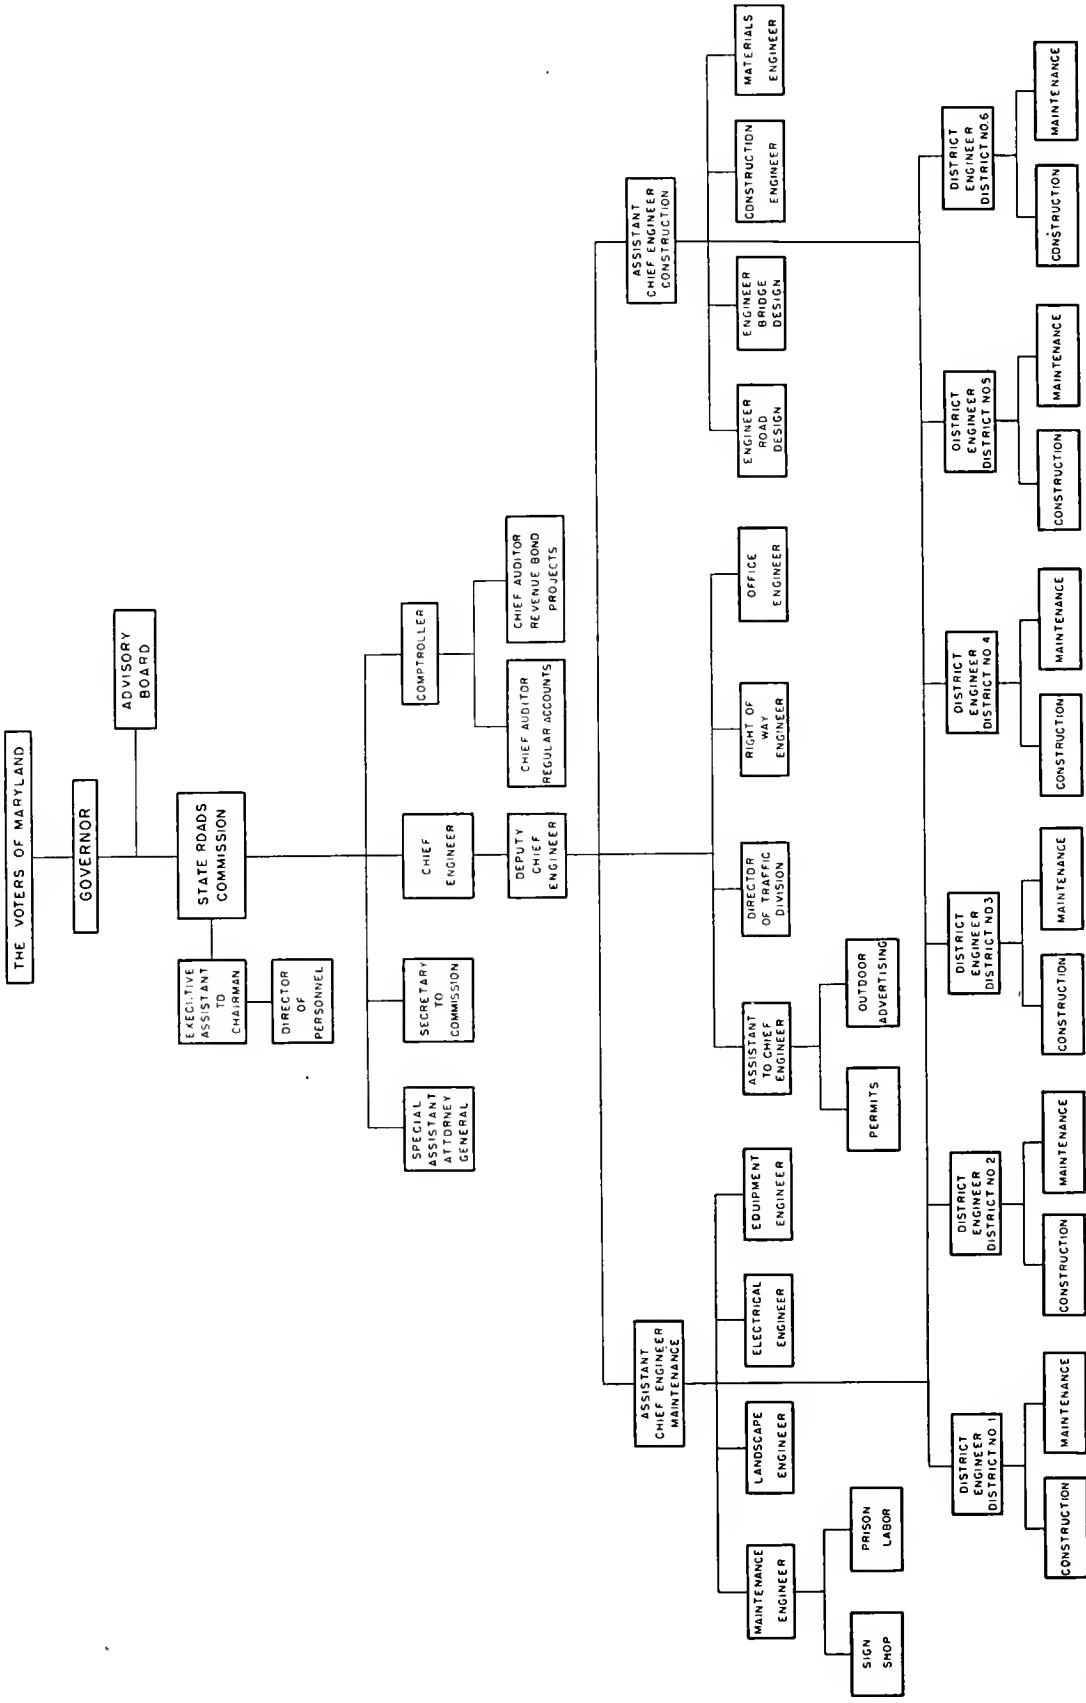 THE VOTERS OF MARYLAND
GOVERNOR
ADVISORY
BOARD
STATE ROADS
COMMISSION
EXECUTIVE
ASSISTANT
TO
CHAIRMAN
DIRECTOR
OF
PERSONNEL
SPECIAL
ASSISTANT
ATTORNEY
GENERAL
SECRETARY
TO
COMMISSION
CHIEF
ENGINEER
COMPTROLLER
DEPUTY
CHIEF
ENGINEER
CHIEF AUDITOR
REGULAR ACCOUNTS
CHIEF AUDITOR
REVENUE BOND
PROJECTS
ASSISTANT
CHIEF ENGINEER
MAINTENANCE
ASSISTANT
CHIEF ENGINEER
CONSTRUCTION
MAINTENANCE
ENGINEER
LANDSCAPE
ENGINEER
ELECTRICAL
ENGINEER
EQUIPMENT
ENGINEER
ASSISTANT
TO CHIEF
ENGINEER
DIRECTOR
OF TRAFFIC
DIVISION
RIGHT OF
WAY
ENGINEER
OFFICE
ENGINEER
ENGINEER
ROAD
DESIGN
ENGINEER
BRIDGE
DESIGN
CONSTRUCTION
ENGINEER
MATERIALS
ENGINEER
SIGN
SHOP
PRISON
LABOR
PERMITS
OUTDOOR
ADVERTISING
DISTRICT
ENGINEER
DISTRICT NO.1
DISTRICT
ENGINEER
DISTRICT NO 2
DISTRICT
ENGINEER
DISTRICT NO.3
DISTRICT
ENGINEER
DISTRICT NO. 4
DISTRICT
ENGINEER
DISTRICT NO.5
DISTRICT
ENGINEER
DISTRICT NO.6
CONSTRUCTION
MAINTENANCE
CONSTRUCTION
MAINTENANCE
CONSTRUCTION
MAINTENANCE
CONSTRUCTION
MAINTENANCE
CONSTRUCTION
MAINTENANCE
CONSTRUCTION
MAINTENANCE